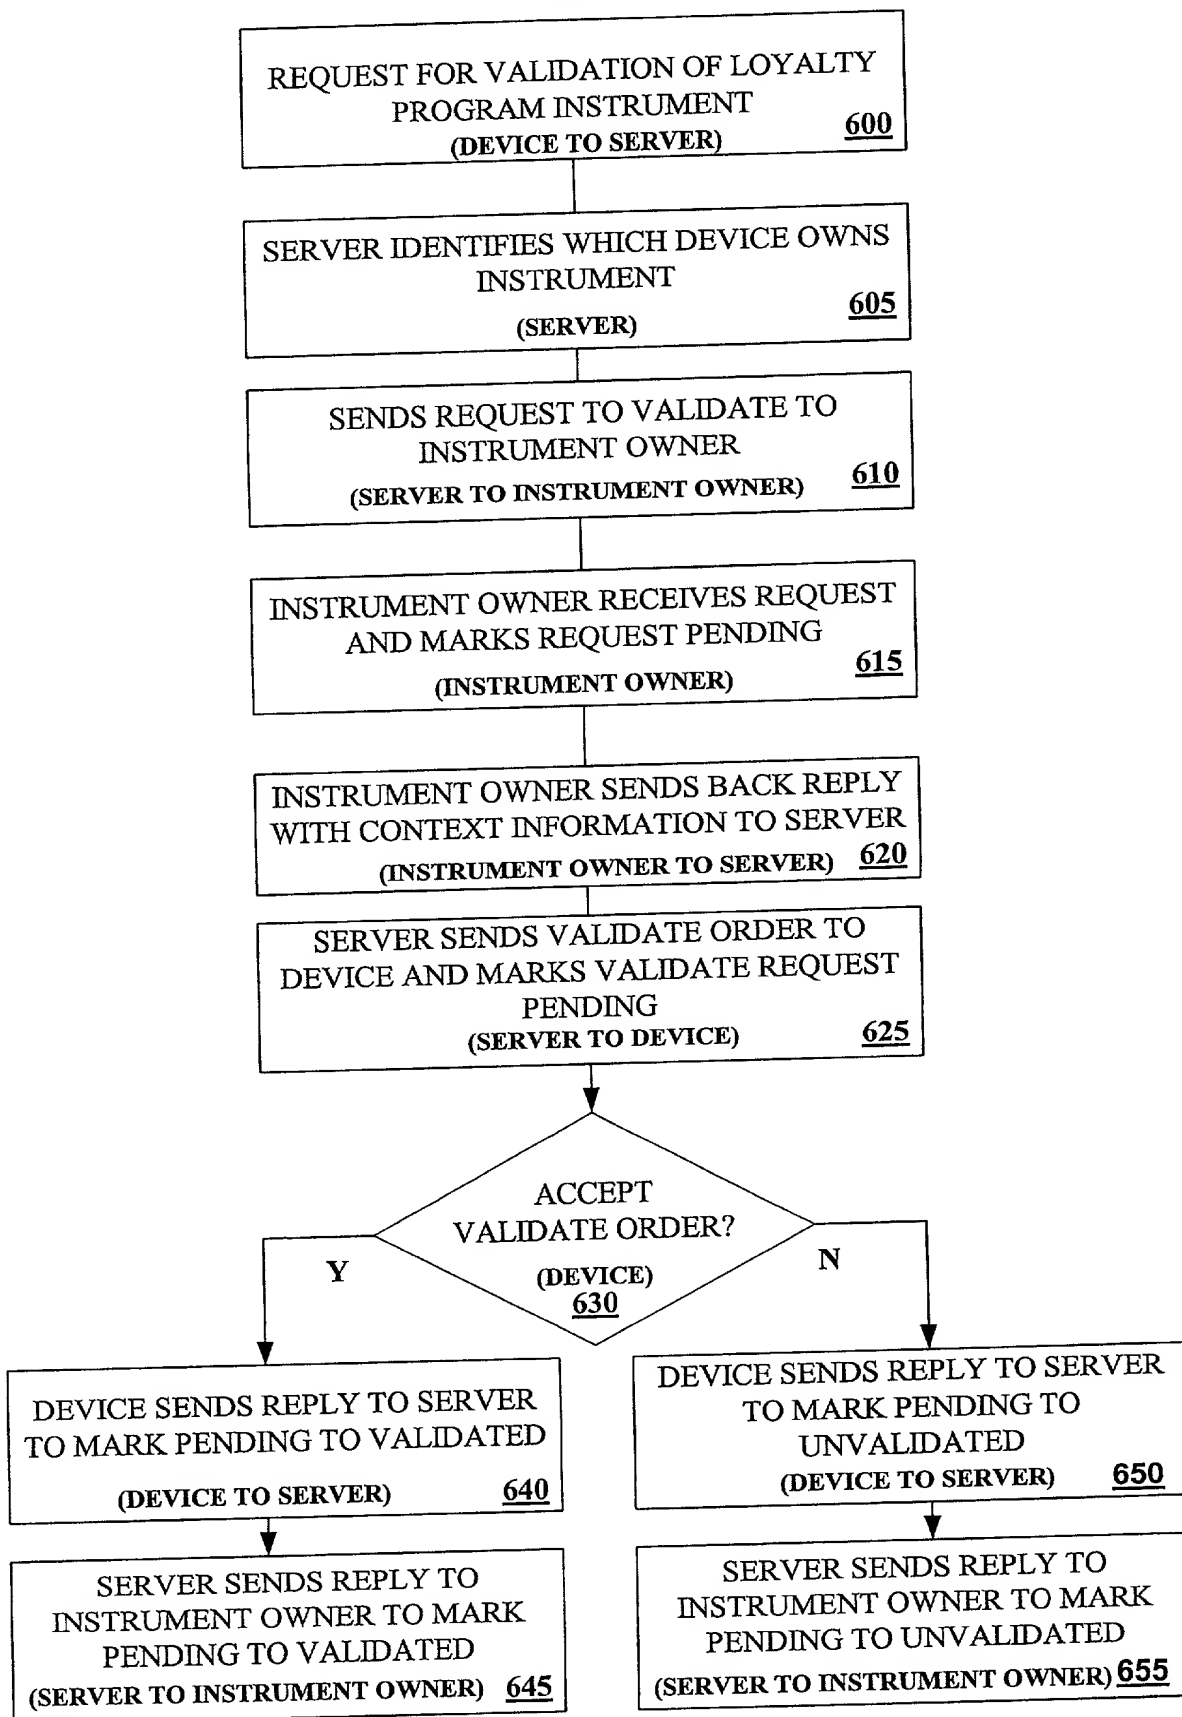 REQUEST FOR VALIDATION OF LOYALTY
PROGRAM INSTRUMENT
(DEVICE TO SERVER)
600
SERVER IDENTIFIES WHICH DEVICE OWNS
INSTRUMENT
(SERVER)
605
SENDS REQUEST TO VALIDATE TO
INSTRUMENT OWNER
(SERVER TO INSTRUMENT OWNER)
610
INSTRUMENT OWNER RECEIVES REQUEST
AND MARKS REQUEST PENDING
(INSTRUMENT OWNER)
615
INSTRUMENT OWNER SENDS BACK REPLY
WITH CONTEXT INFORMATION TO SERVER
(INSTRUMENT OWNER TO SERVER)
620
SERVER SENDS VALIDATE ORDER TO
DEVICE AND MARKS VALIDATE REQUEST
PENDING
(SERVER TO DEVICE)
625
ACCEPT
VALIDATE ORDER?
(DEVICE)
630
Y
N
DEVICE SENDS REPLY TO SERVER
TO MARK PENDING TO VALIDATED
(DEVICE TO SERVER)
640
SERVER SENDS REPLY TO
INSTRUMENT OWNER TO MARK
PENDING TO VALIDATED
(SERVER TO INSTRUMENT OWNER)
645
DEVICE SENDS REPLY TO SERVER
TO MARK PENDING TO
UNVALIDATED
(DEVICE TO SERVER)
650
SERVER SENDS REPLY TO
INSTRUMENT OWNER TO MARK
PENDING TO UNVALIDATED
(SERVER TO INSTRUMENT OWNER)
655